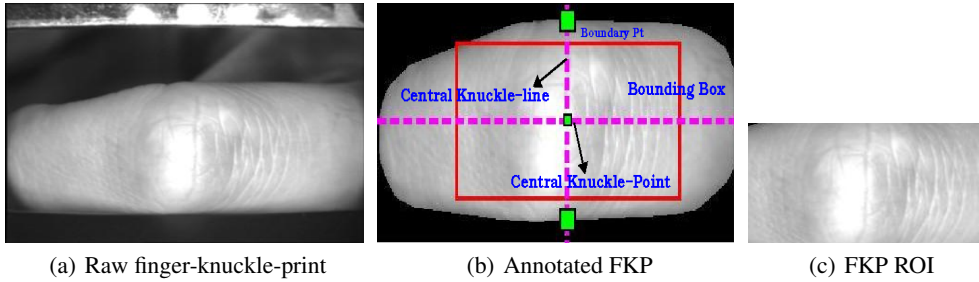 Boundary Pt
Central Knuckle-line
Bounding Box
Central Knuckle-Point
(a) Raw finger-knuckle-print
(b) Annotated FKP
(c) FKP ROI